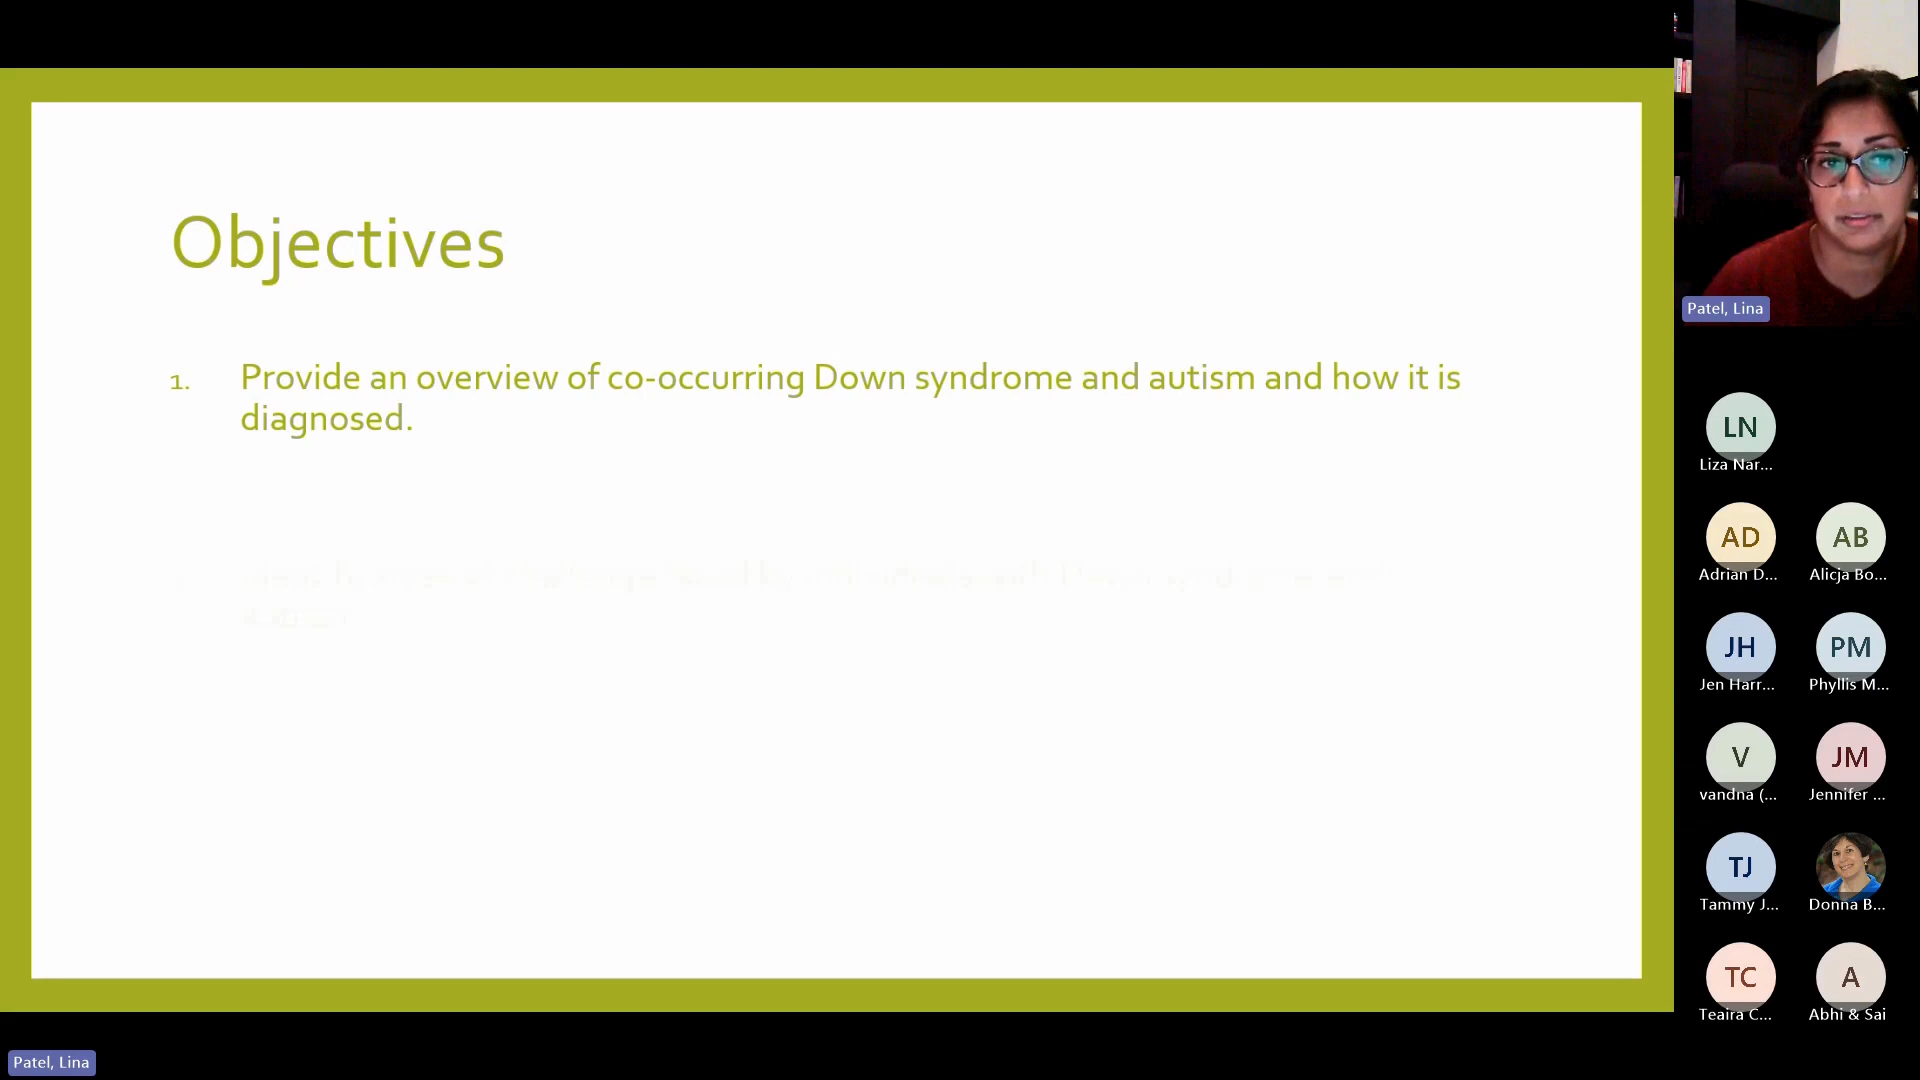 Objectives
1. Provide an overview of co-occurring Down syndrome and autism and how it is
diagnosed.
Patel, Lina
LN
Liza Nar...
AD
Adrian D...
AB
Alicja Bo...
JH
Jen Harr...
PM
Phyllis M...
V
vandna (...
JM
Jennifer ...
TJ
Tammy J...
Donna B...
TC
Teaira C...
A
Abhi & Sai
Patel, Lina